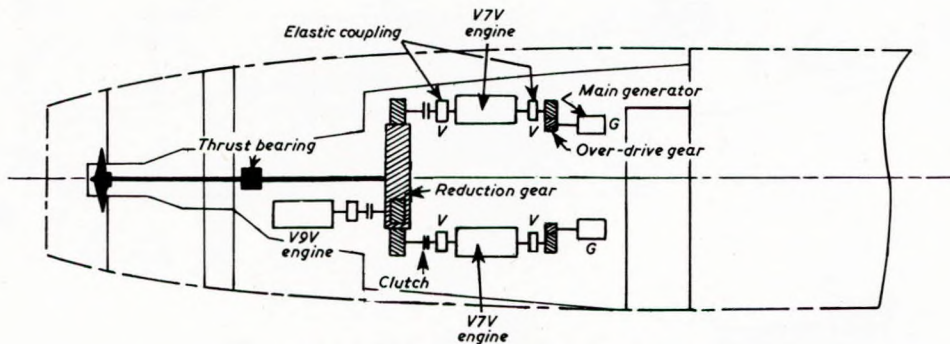 V7V
engine
Elastic coupling
Main generator
V
V
G
Over-drive gear
Thrust bearing
Reduction gear
V
V
G
V9V
engine
Clutch
V7V
engine